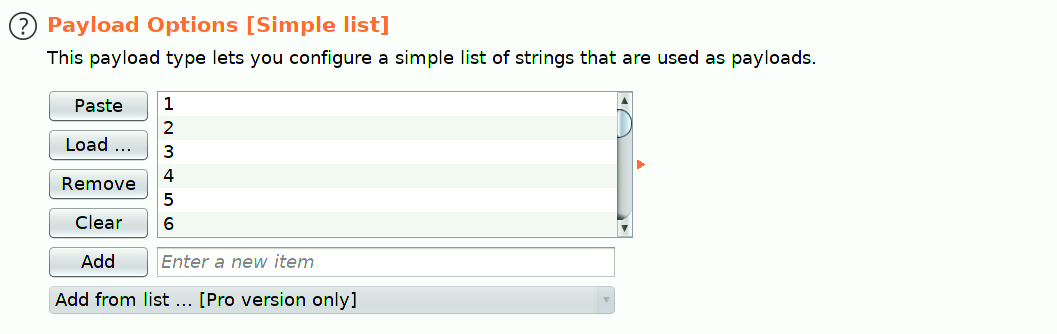 ? Payload Options [Simple list]
This payload type lets you configure a simple list of strings that are used as payloads.
Paste
Load ...
Remove
Clear
1
2
3
4
5
6
Add
Enter a new item
Add from list ... [Pro version only]